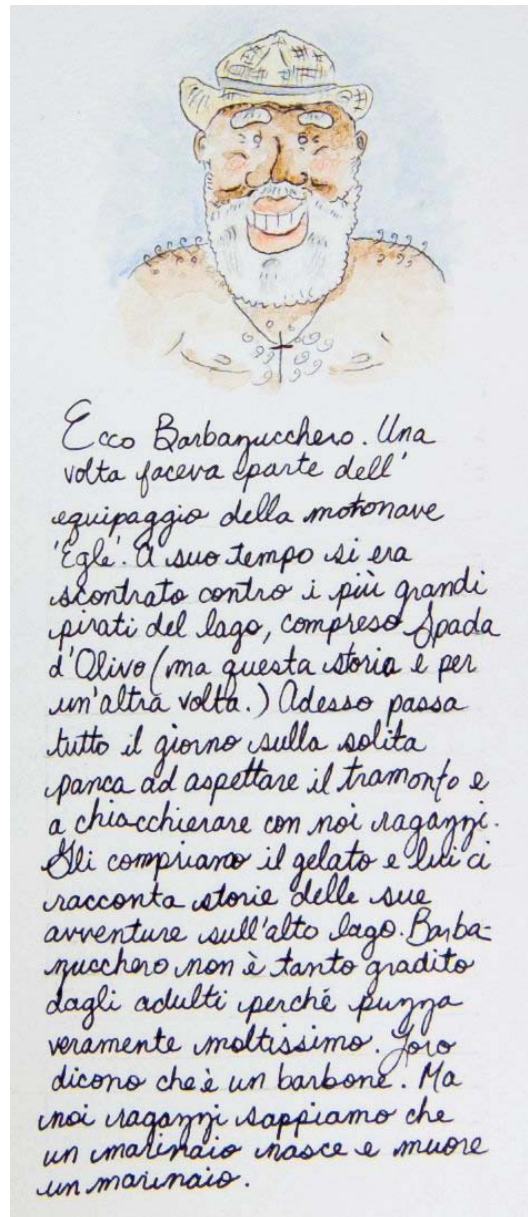 Ecco Barbazucchero. Una
volta faceva parte dell'
equipaggio della motonave
'Egle'. A suo tempo si era
scontrato contro i più grandi
pirati del lago, compreso Spada
d'Olivo (ma questa storia e per
un'altra volta.) Adesso passa
tutto il giorno sulla solita
panca ad aspettare il tramonto e
a chiacchierare con noi ragazzi.
Gli compriamo il gelato e lui ci
racconta storie delle sue
avventure sull'alto lago. Barba-
zucchero non è tanto gradito
dagli adulti perché puzza
veramente moltissimo. Loro
dicono che è un barbone. Ma
noi ragazzi sappiamo che
un marinaio nasce e muore
un marinaio.